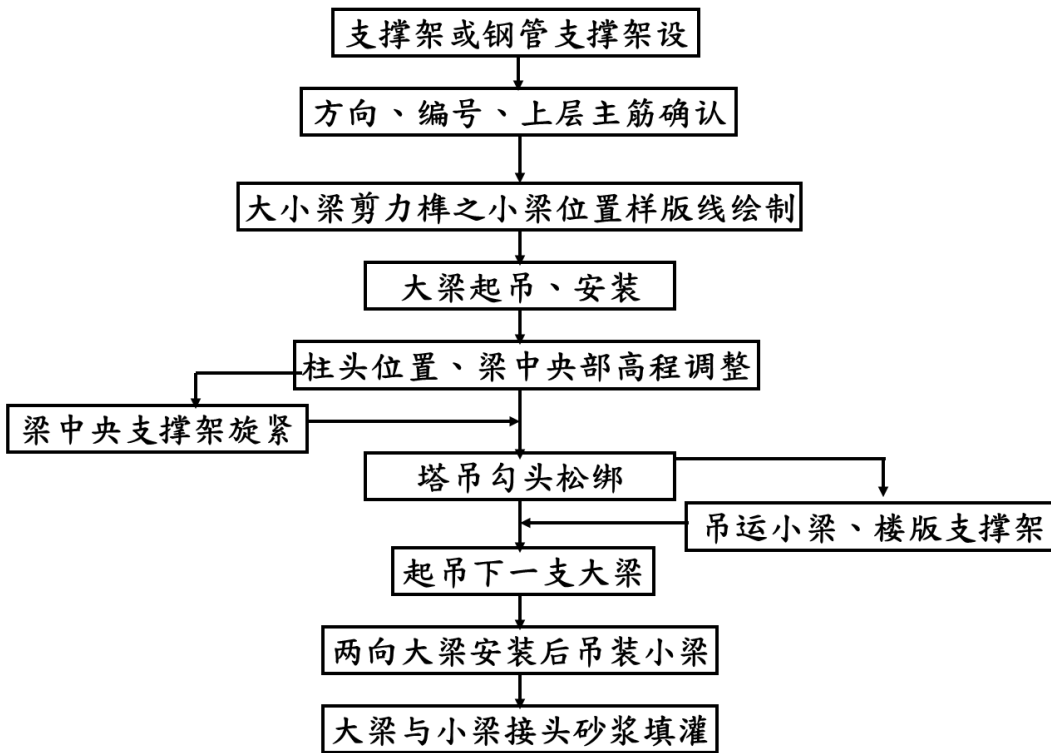 支撑架或钢管支撑架设
方向、编号、上层主筋确认
大小梁剪力榫之小梁位置样版线绘制
大梁起吊、安装
柱头位置、梁中央部高程调整
梁中央支撑架旋紧
塔吊勾头松绑
吊运小梁、楼版支撑架
起吊下一支大梁
两向大梁安装后吊装小梁
大梁与小梁接头砂浆填灌